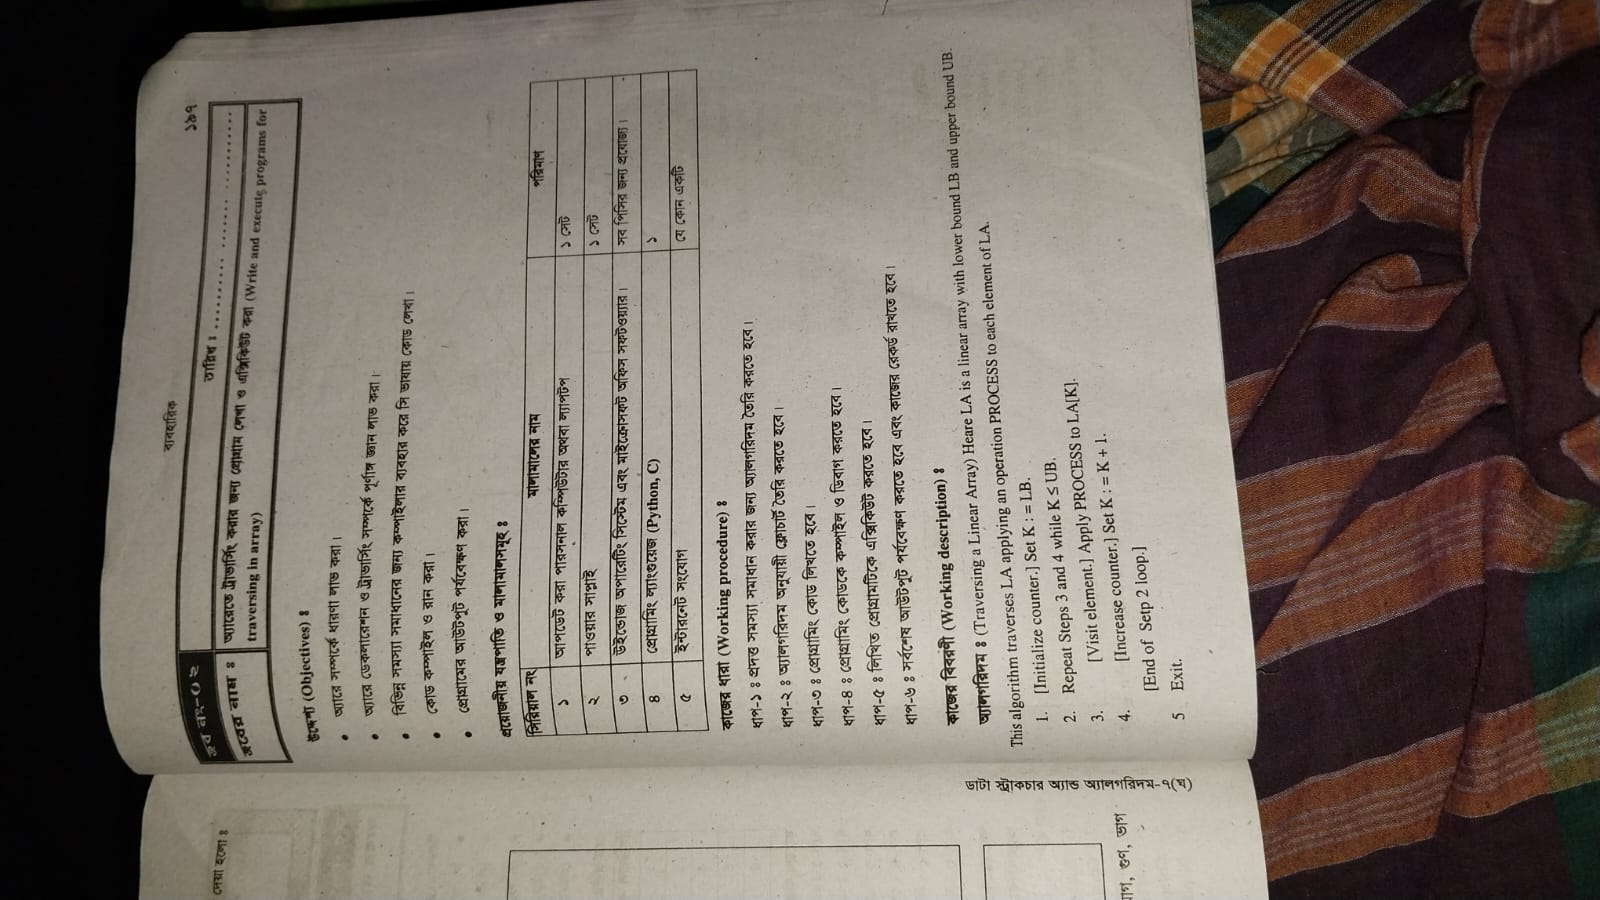 ব্যবহারিক
১৯৭
জব নং-০২
তারিখ ঃ
জবের নাম ঃ
অ্যারেতে ট্রাভার্সিং করার জন্য প্রোগ্রাম লেখা ও এক্সিকিউট করা (Write and execute programs for
traversing in array)
উদ্দেশ্য (Objectives) ঃ
• অ্যারে সম্পর্কে ধারণা লাভ করা।
• অ্যারে ডেকলারেশন ও ট্রাভার্সিং সম্পর্কে পূর্ণাঙ্গ জ্ঞান লাভ করা।
• বিভিন্ন সমস্যা সমাধানের জন্য কম্পাইলার ব্যবহার করে সি ভাষায় কোড লেখা।
• কোড কম্পাইল ও রান করা।
• প্রোগ্রামের আউটপুট পর্যবেক্ষণ করা।
প্রয়োজনীয় যন্ত্রপাতি ও মালামালসমূহ ঃ
সিরিয়াল নং মালামালের নাম পরিমাণ
১ আপডেট করা পারসনাল কম্পিউটার অথবা ল্যাপটপ ১ সেট
২ পাওয়ার সাপ্লাই ১ সেট
৩ উইন্ডোজ অপারেটিং সিস্টেম এবং মাইক্রোসফট অফিস সফটওয়্যার। সব পিসির জন্য প্রযোজ্য।
৪ প্রোগ্রামিং ল্যাংগুয়েজ (Python, C) ১
৫ ইন্টারনেট সংযোগ যে কোন একটি
কাজের ধারা (Working procedure) ঃ
ধাপ-১ ঃ প্রদত্ত সমস্যা সমাধান করার জন্য অ্যালগরিদম তৈরি করতে হবে।
ধাপ-২ ঃ অ্যালগরিদম অনুযায়ী ফ্লোচার্ট তৈরি করতে হবে।
ধাপ-৩ ঃ প্রোগ্রামিং কোড লিখতে হবে।
ধাপ-৪ ঃ প্রোগ্রামিং কোডকে কম্পাইল ও ডিবাগ করতে হবে।
ধাপ-৫ ঃ লিখিত প্রোগ্রামটিকে এক্সিকিউট করতে হবে।
ধাপ-৬ ঃ সর্বশেষ আউটপুট পর্যবেক্ষণ করতে হবে এবং কাজের রেকর্ড রাখতে হবে।
কাজের বিবরণী (Working description) ঃ
অ্যালগরিদম ঃ (Traversing a Linear Array) Heare LA is a linear array with lower bound LB and upper bound UB.
This algorithm traverses LA applying an operation PROCESS to each element of LA.
1. [Initialize counter.] Set K : = LB.
2. Repeat Steps 3 and 4 while K ≤ UB.
3. [Visit element.] Apply PROCESS to LA[K].
4. [Increase counter.] Set K : = K + 1.
[End of Setp 2 loop.]
5 Exit.
ডাটা স্ট্রাকচার অ্যান্ড অ্যালগরিদম-৭(ঘ)
দেয়া হলো ঃ
গুণ, ভাগ